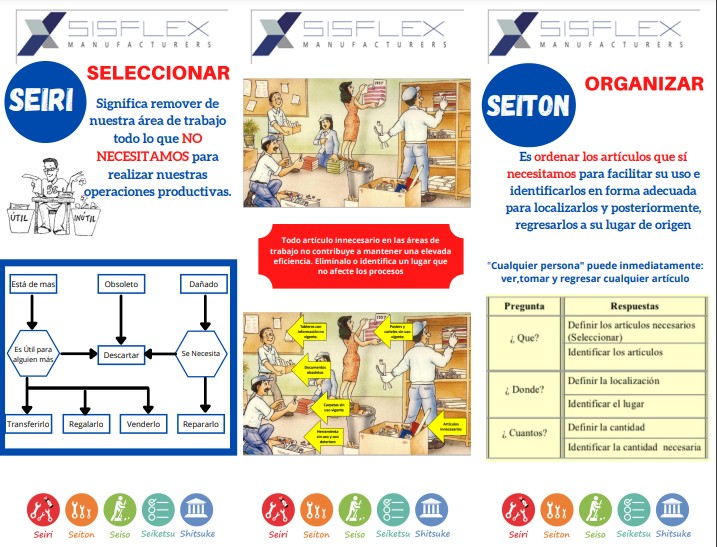 SISFLEX
MANUFACTURERS
SEIRI
SELECCIONAR
Significa remover de
nuestra área de trabajo
todo lo que NO
NECESITAMOS para
realizar nuestras
operaciones productivas.
ÚTIL
INÚTIL
Está de mas
Obsoleto
Dañado
Es Útil para
alguien más
Descartar
Se Necesita
Transferirlo
Regalarlo
Venderlo
Repararlo
Seiri
Seiton
Seiso
Seiketsu
Shitsuke
SISFLEX
MANUFACTURERS
1997
Todo artículo innecesario en las áreas de
trabajo no contribuye a mantener una elevada
eficiencia. Elimínalo o identifica un lugar que
no afecte los procesos
1997
Tableros con
información no
vigente.
Posters y
carteles sin uso
vigente
Documentos
obsoletos
Carpetas sin
uso vigente
Herramienta
sin uso y con
deterioro
Artículos
innecesarios
Seiri
Seiton
Seiso
Seiketsu
Shitsuke
SISFLEX
MANUFACTURERS
SEITON
ORGANIZAR
Es ordenar los artículos que sí
necesitamos para facilitar su uso e
identificarlos en forma adecuada
para localizarlos y posteriormente,
regresarlos a su lugar de origen
"Cualquier persona" puede inmediatamente:
ver,tomar y regresar cualquier artículo
Pregunta
Respuestas
¿ Que?
Definir los articulos necesarios
(Seleccionar)
Identificar los artículos
¿ Donde?
Definir la localización
Identificar el lugar
¿ Cuantos?
Definir la cantidad
Identificar la cantidad necesaria
Seiri
Seiton
Seiso
Seiketsu
Shitsuke